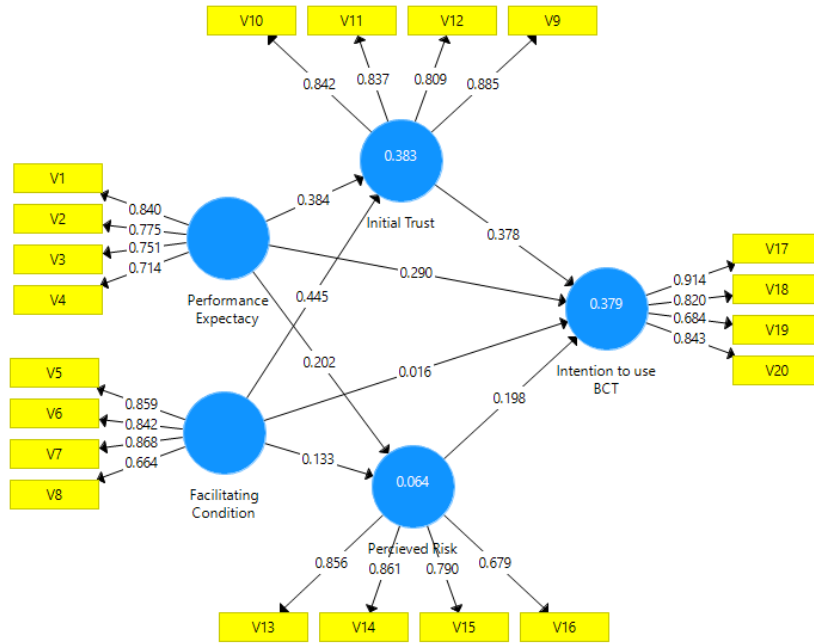 V10
V11
V12
V9
0.842
0.837
0.809
0.885
0.383
Initial Trust
V1
V2
V3
V4
0.840
0.775
0.751
0.714
Performance
Expectacy
0.384
0.445
0.290
0.202
0.378
V5
V6
V7
V8
0.859
0.842
0.868
0.664
Facilitating
Condition
0.016
0.133
0.198
0.379
Intention to use
BCT
0.914
0.820
0.684
0.843
V17
V18
V19
V20
0.064
Percieved Risk
0.856
0.861
0.790
0.679
V13
V14
V15
V16